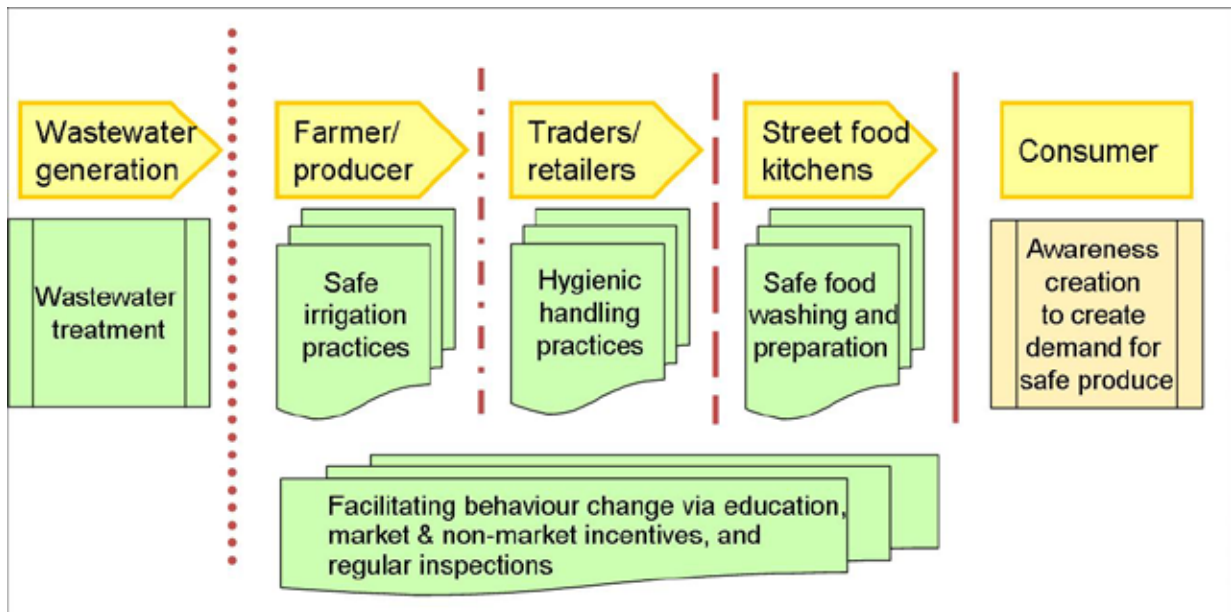 Wastewater
generation
Farmer/
producer
Traders/
retailers
Street food
kitchens
Consumer
Wastewater
treatment
Safe
irrigation
practices
Hygienic
handling
practices
Safe food
washing and
preparation
Awareness
creation
to create
demand for
safe produce
Facilitating behaviour change via education,
market & non-market incentives, and
regular inspections